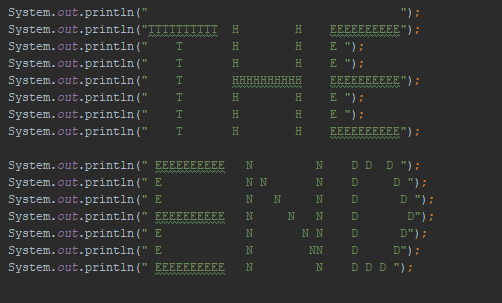 System.out.println("                                    ");
System.out.println("TTTTTTTTTT  H        H    EEEEEEEEEE");
System.out.println("    T       H        H    E ");
System.out.println("    T       H        H    E ");
System.out.println("    T       HHHHHHHHHH    EEEEEEEEEE");
System.out.println("    T       H        H    E ");
System.out.println("    T       H        H    E ");
System.out.println("    T       H        H    EEEEEEEEEE");
System.out.println(" EEEEEEEEEE   N         N    D D  D ");
System.out.println(" E            N N       N    D     D ");
System.out.println(" E            N   N     N    D      D ");
System.out.println(" EEEEEEEEEE   N     N   N    D       D");
System.out.println(" E            N       N N    D      D");
System.out.println(" E            N        NN    D     D");
System.out.println(" EEEEEEEEEE   N         N    D D D ");